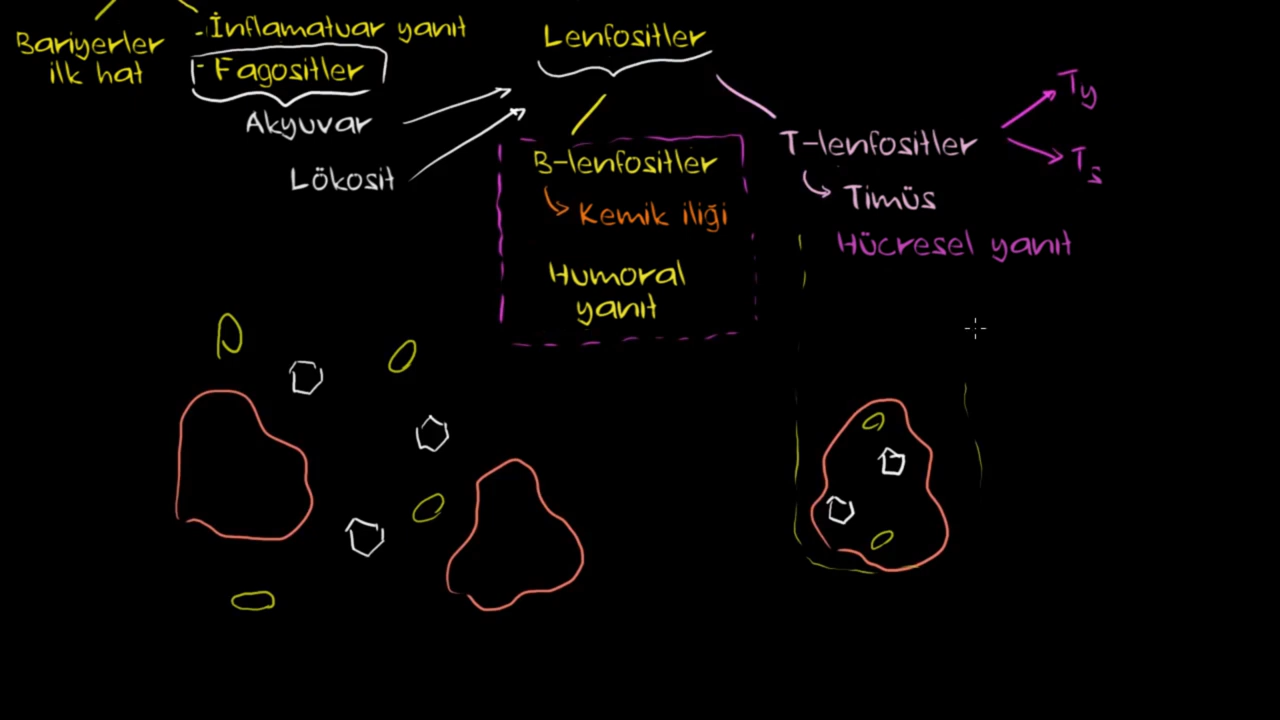 Bariyerler
ilk hat
-İnflamatuar yanıt
- Fagositler
Akyuvar
Lökosit
Lenfositler
B-lenfositler
Kemik iliği
Humoral
yanıt
T-lenfositler
Timüs
Hücresel yanıt
Ty
Ts